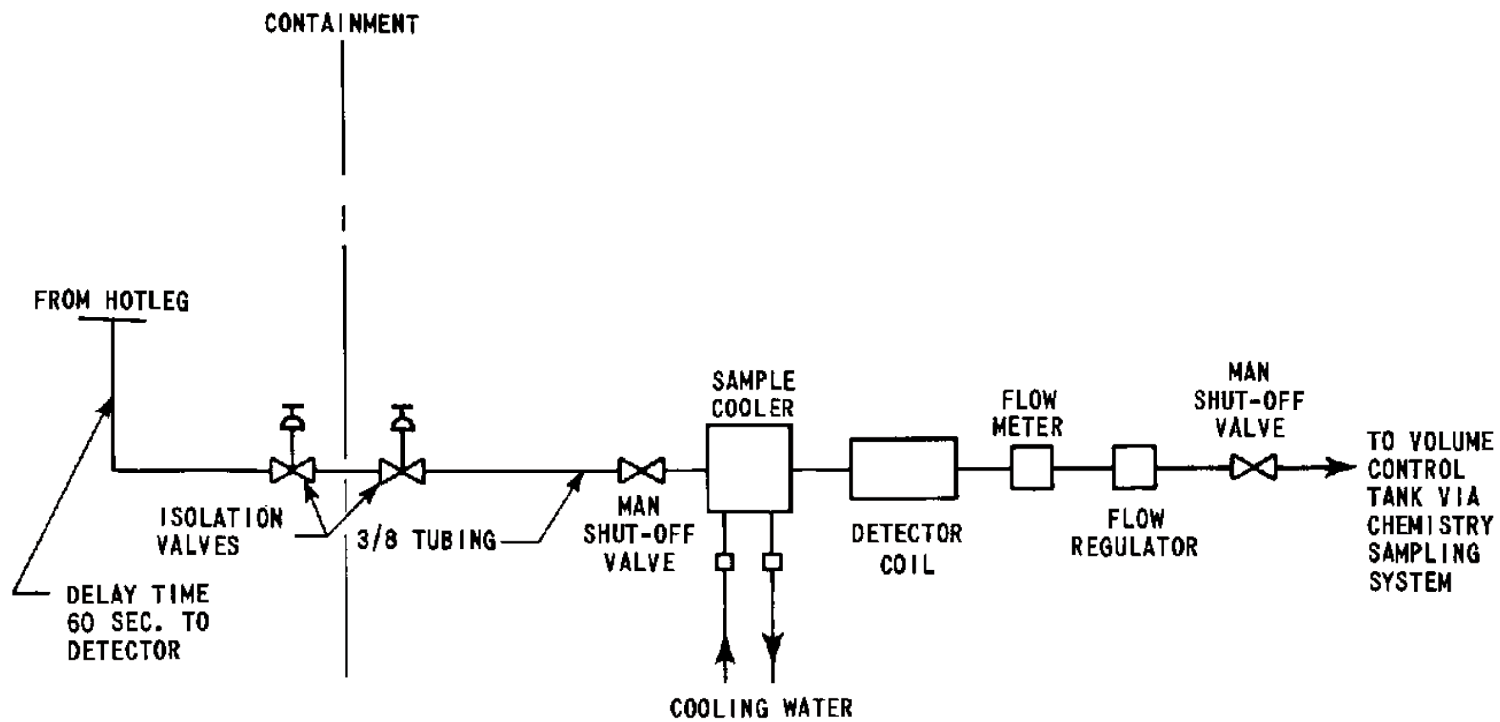 CONTAINMENT
FROM HOTLEG
ISOLATION
VALVES
3/8 TUBING
DELAY TIME
60 SEC. TO
DETECTOR
MAN
SHUT-OFF
VALVE
SAMPLE
COOLER
COOLING WATER
DETECTOR
COIL
FLOW
METER
FLOW
REGULATOR
MAN
SHUT-OFF
VALVE
TO VOLUME
CONTROL
TANK VIA
CHEMISTRY
SAMPLING
SYSTEM